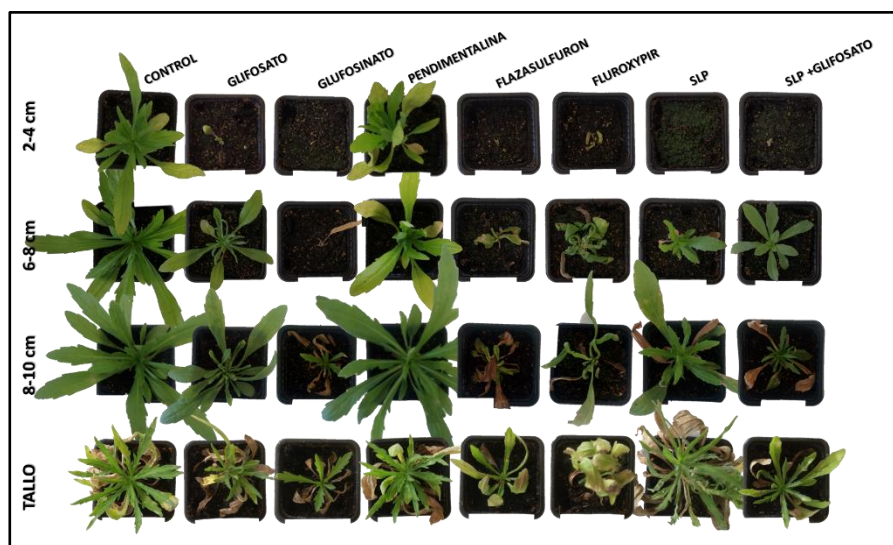 CONTROL
GLIFOSATO
GLUFOSINATO
PENDIMENTALINA
FLAZASULFURON
FLUROXYPIR
SLP
SLP +GLIFOSATO
2-4 cm
6-8 cm
8-10 cm
TALLO